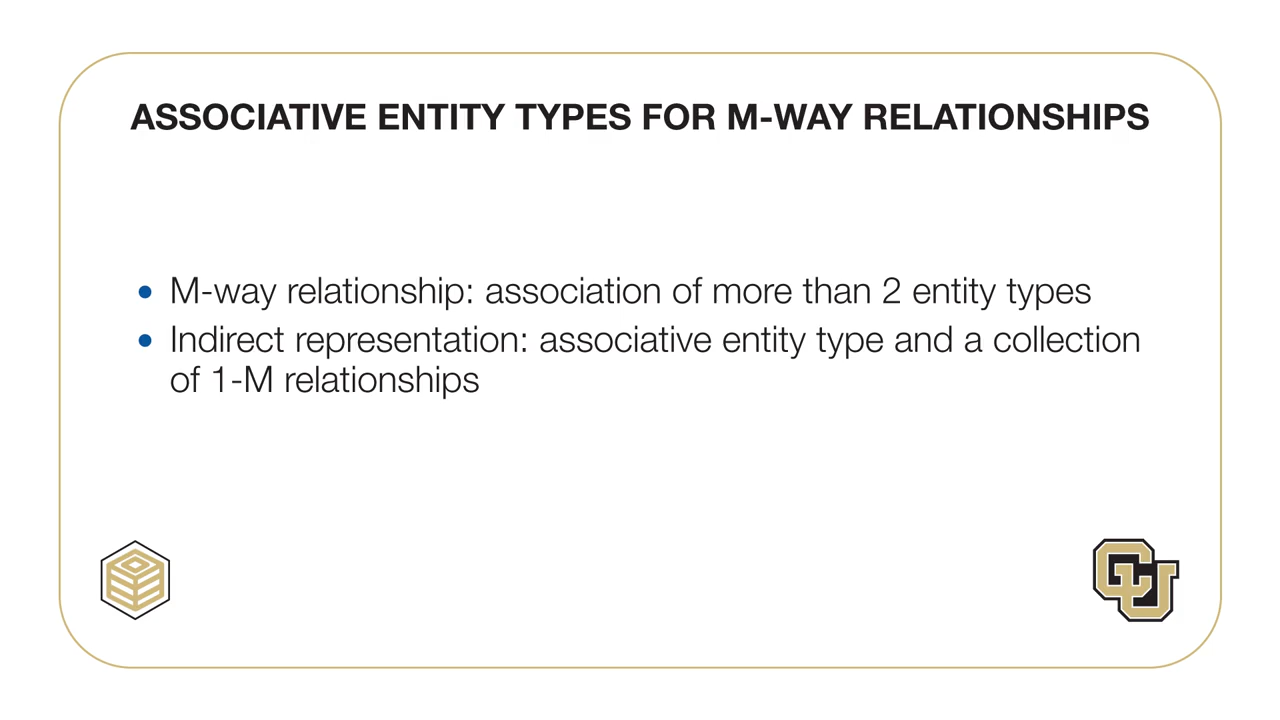 ASSOCIATIVE ENTITY TYPES FOR M-WAY RELATIONSHIPS
• M-way relationship: association of more than 2 entity types
• Indirect representation: associative entity type and a collection
of 1-M relationships
CU